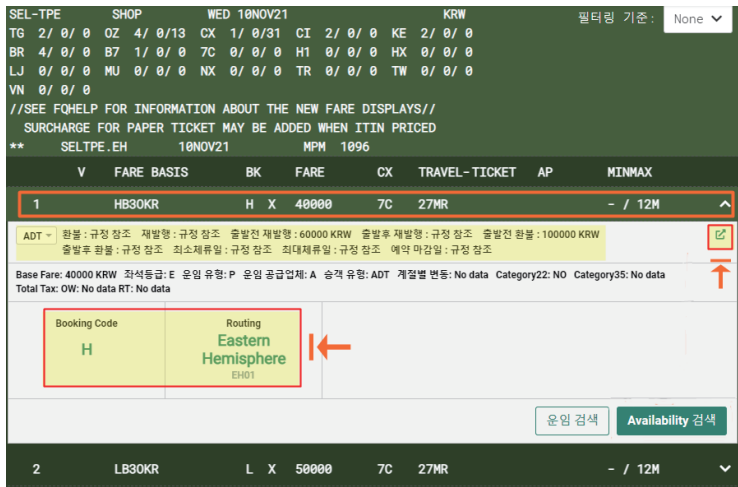 SEL-TPE SHOP WED 10NOV21 KRW 필터링 기준: None
TG 2/ 0/ 0 OZ 4/ 0/13 CX 1/ 0/31 CI 2/ 0/ 0 KE 2/ 0/ 0
BR 4/ 0/ 0 B7 1/ 0/ 0 7C 0/ 0/ 0 H1 0/ 0/ 0 HX 0/ 0/ 0
LJ 0/ 0/ 0 MU 0/ 0/ 0 NX 0/ 0/ 0 TR 0/ 0/ 0 TW 0/ 0/ 0
VN 0/ 0/ 0
//SEE FQHELP FOR INFORMATION ABOUT THE NEW FARE DISPLAYS//
SURCHARGE FOR PAPER TICKET MAY BE ADDED WHEN ITIN PRICED
** SELTPE.EH 10NOV21 MPM 1096
V FARE BASIS BK FARE CX TRAVEL-TICKET AP MINMAX
1 HB3OKR H X 40000 7C 27MR - / 12M
ADT 환불 : 규정 참조 재발행 : 규정 참조 출발전 재발행 : 60000 KRW 출발후 재발행 : 규정 참조 출발전 환불 : 100000 KRW
출발후 환불 : 규정 참조 최소체류일 : 규정 참조 최대체류일 : 규정 참조 예약 마감일 : 규정 참조
Base Fare: 40000 KRW 좌석등급: E 운임 유형: P 운임 공급업체: A 승객 유형: ADT 계절별 변동: No data Category22: NO Category35: No data
Total Tax: OW: No data RT: No data
Booking Code Routing
H Eastern
Hemisphere
EH01
운임 검색 Availability 검색
2 LB3OKR L X 50000 7C 27MR - / 12M